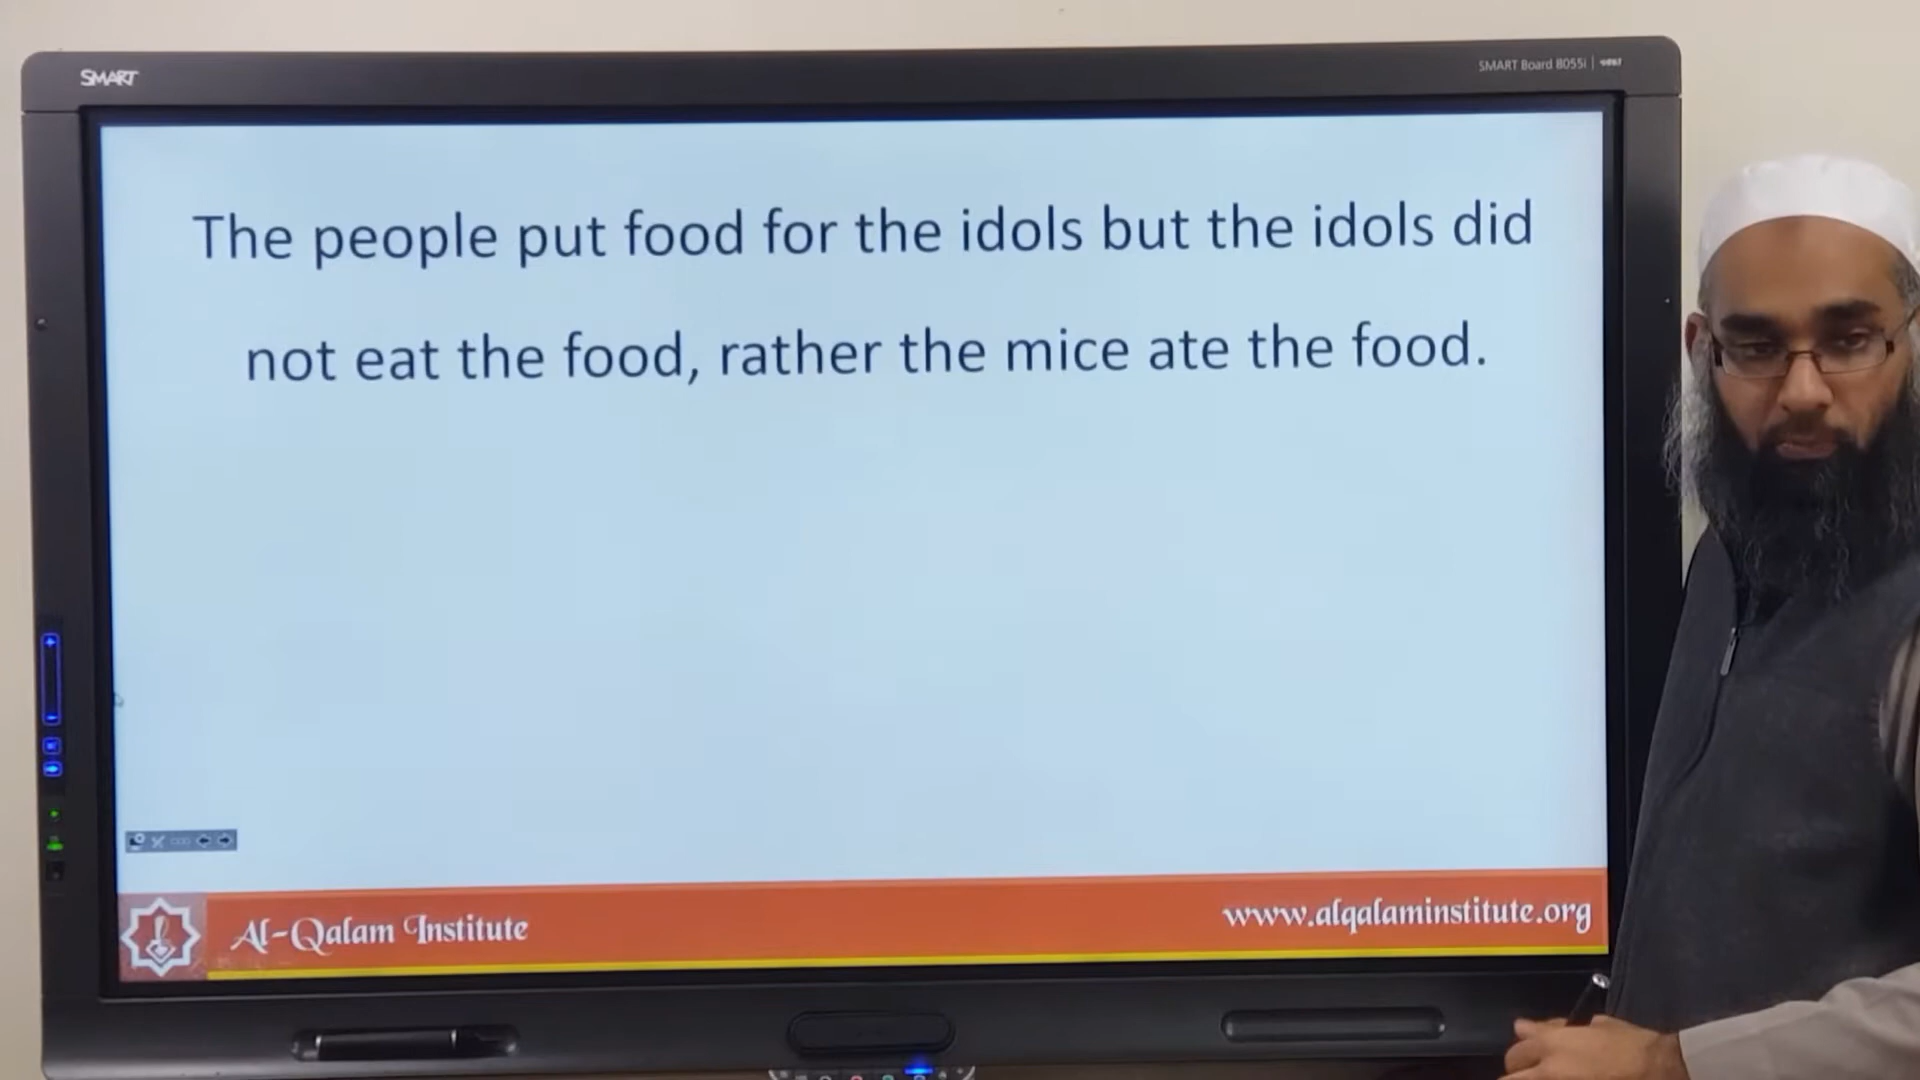 SMART
SMART Board 8055i
The people put food for the idols but the idols did
not eat the food, rather the mice ate the food.
Al-Qalam Institute
www.alqalaminstitute.org